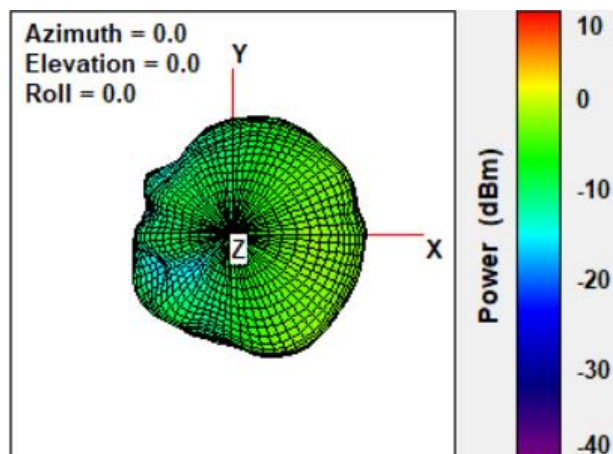 Azimuth = 0.0
Elevation = 0.0
Roll = 0.0
Y
X
Z
Power (dBm)
10
0
-10
-20
-30
-40